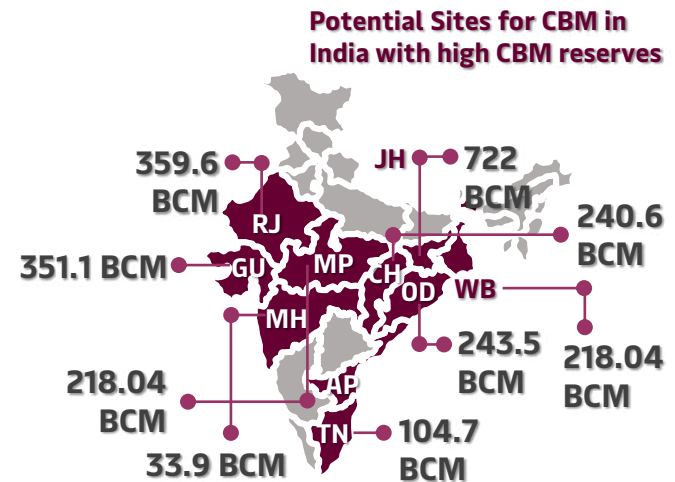 Potential Sites for CBM in
India with high CBM reserves
359.6
BCM
JH
722
BCM
RJ
240.6
BCM
351.1 BCM
GU
MP
CH
OD
WB
MH
243.5
BCM
218.04
BCM
218.04
BCM
AP
TN
104.7
BCM
33.9 BCM